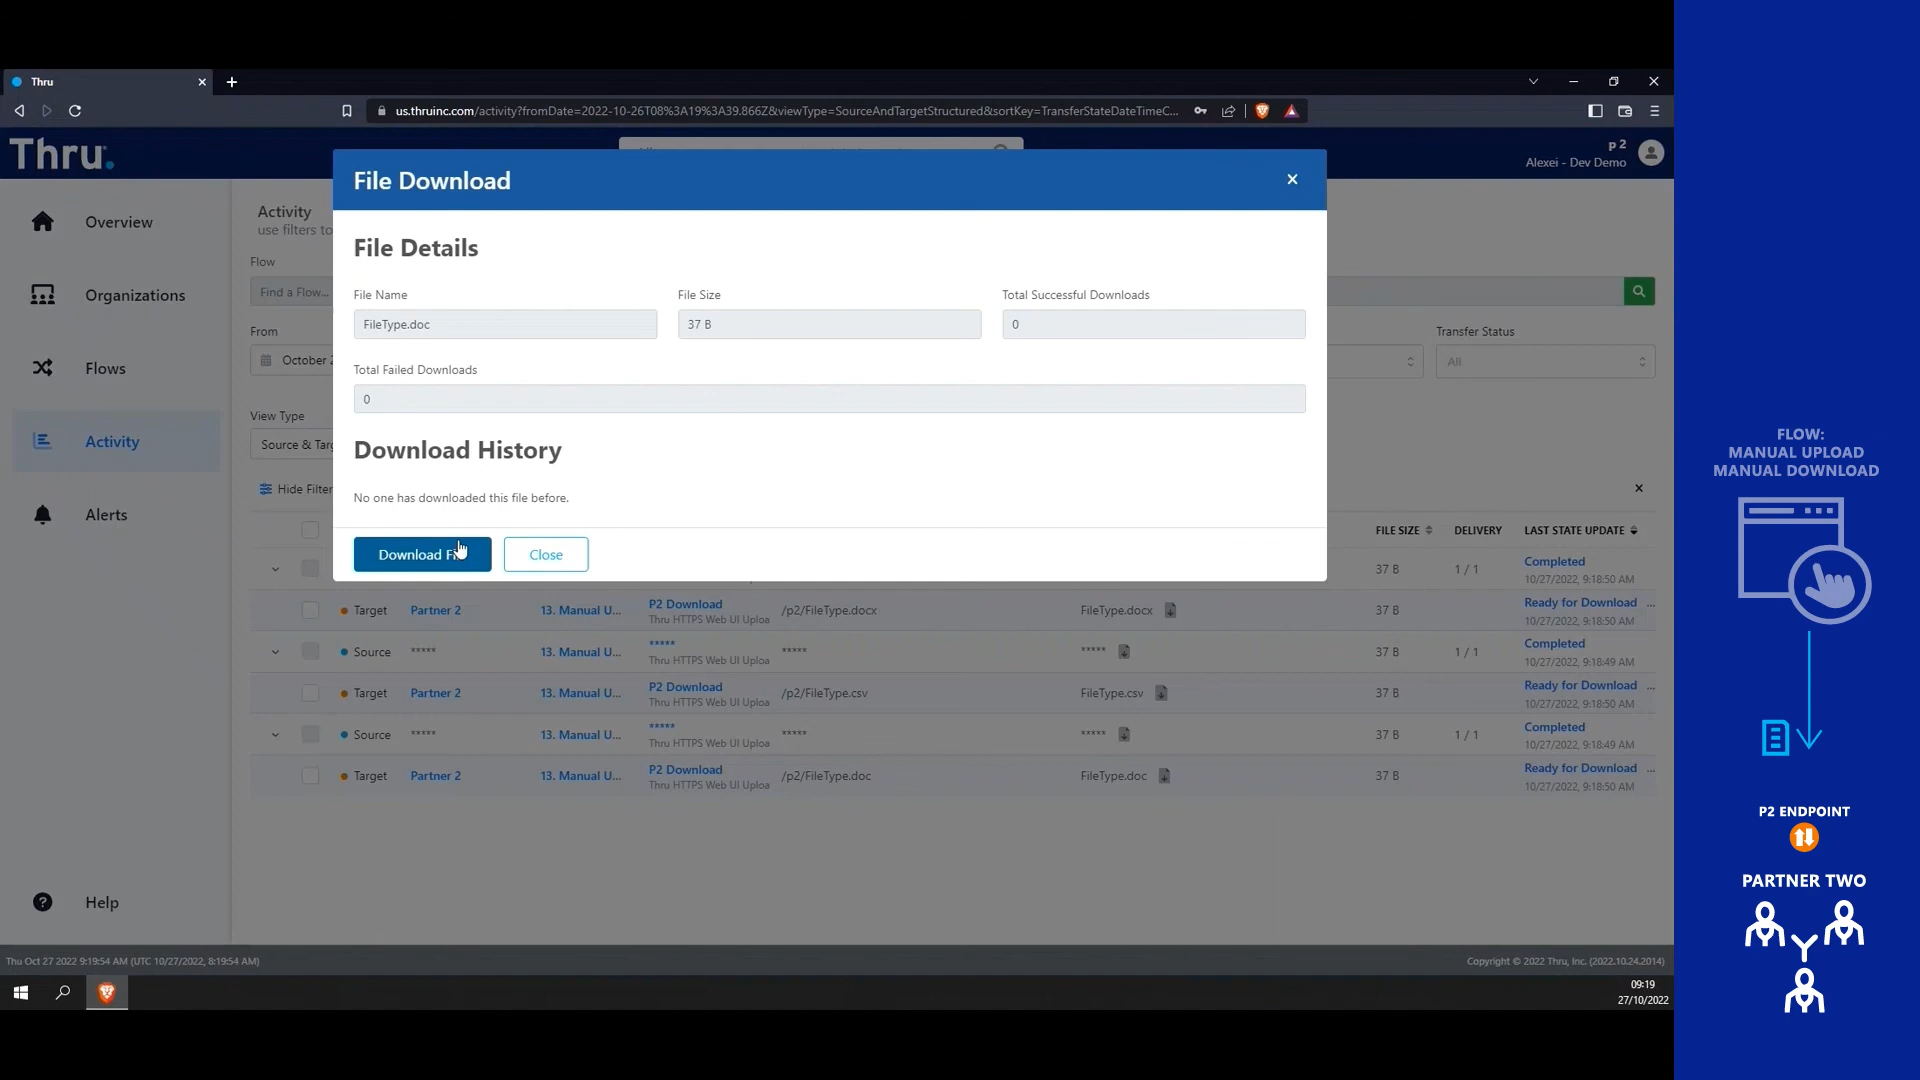 Thru
us.thruinc.com/activity?fromDate=2022-10-26T08%3A19%3A39.866Z&viewType=SourceAndTargetStructured&sortKey=TransferStateDateTimeC...
Thru.
p 2
Alexei - Dev Demo
File Download
Overview
Organizations
Flows
Activity
Alerts
Help
Activity
use filters to
Flow
Find a Flow...
From
October 2
View Type
Source & Targ
Hide Filter
Transfer Status
All
File Details
File Name
File Size
Total Successful Downloads
FileType.doc
37 B
0
Total Failed Downloads
0
Download History
No one has downloaded this file before.
Download
Close
FILE SIZE
DELIVERY
LAST STATE UPDATE
37 B
1 / 1
Completed
10/27/2022, 9:18:50 AM
Target
Partner 2
13. Manual U...
P2 Download
Thru HTTPS Web UI Uploa
/p2/FileType.docx
FileType.docx
37 B
Ready for Download ...
10/27/2022, 9:18:50 AM
Source
*****
13. Manual U...
*****
Thru HTTPS Web UI Uploa
*****
*****
37 B
1 / 1
Completed
10/27/2022, 9:18:49 AM
Target
Partner 2
13. Manual U...
P2 Download
Thru HTTPS Web UI Uploa
/p2/FileType.csv
FileType.csv
37 B
Ready for Download ...
10/27/2022, 9:18:50 AM
Source
*****
13. Manual U...
*****
Thru HTTPS Web UI Uploa
*****
*****
37 B
1 / 1
Completed
10/27/2022, 9:18:49 AM
Target
Partner 2
13. Manual U...
P2 Download
Thru HTTPS Web UI Uploa
/p2/FileType.doc
FileType.doc
37 B
Ready for Download ...
10/27/2022, 9:18:50 AM
Thu Oct 27 2022 9:19:54 AM (UTC 10/27/2022, 8:19:54 AM)
Copyright © 2022 Thru, Inc. (2022.10.24.2014)
09:19
27/10/2022
FLOW:
MANUAL UPLOAD
MANUAL DOWNLOAD
P2 ENDPOINT
PARTNER TWO